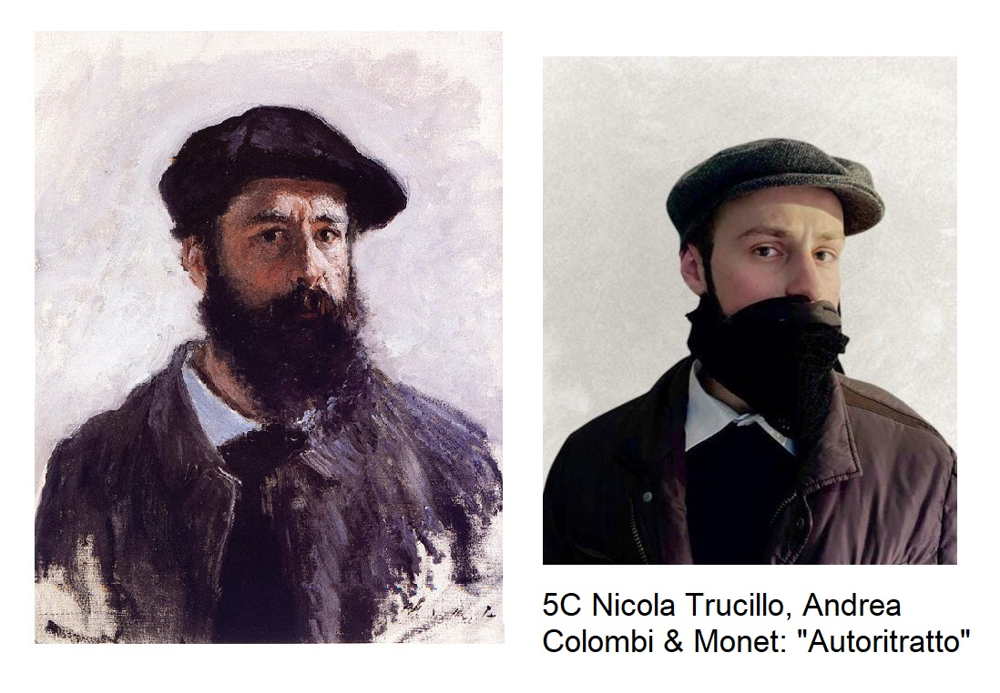 5C Nicola Trucillo, Andrea
Colombi & Monet: "Autoritratto"